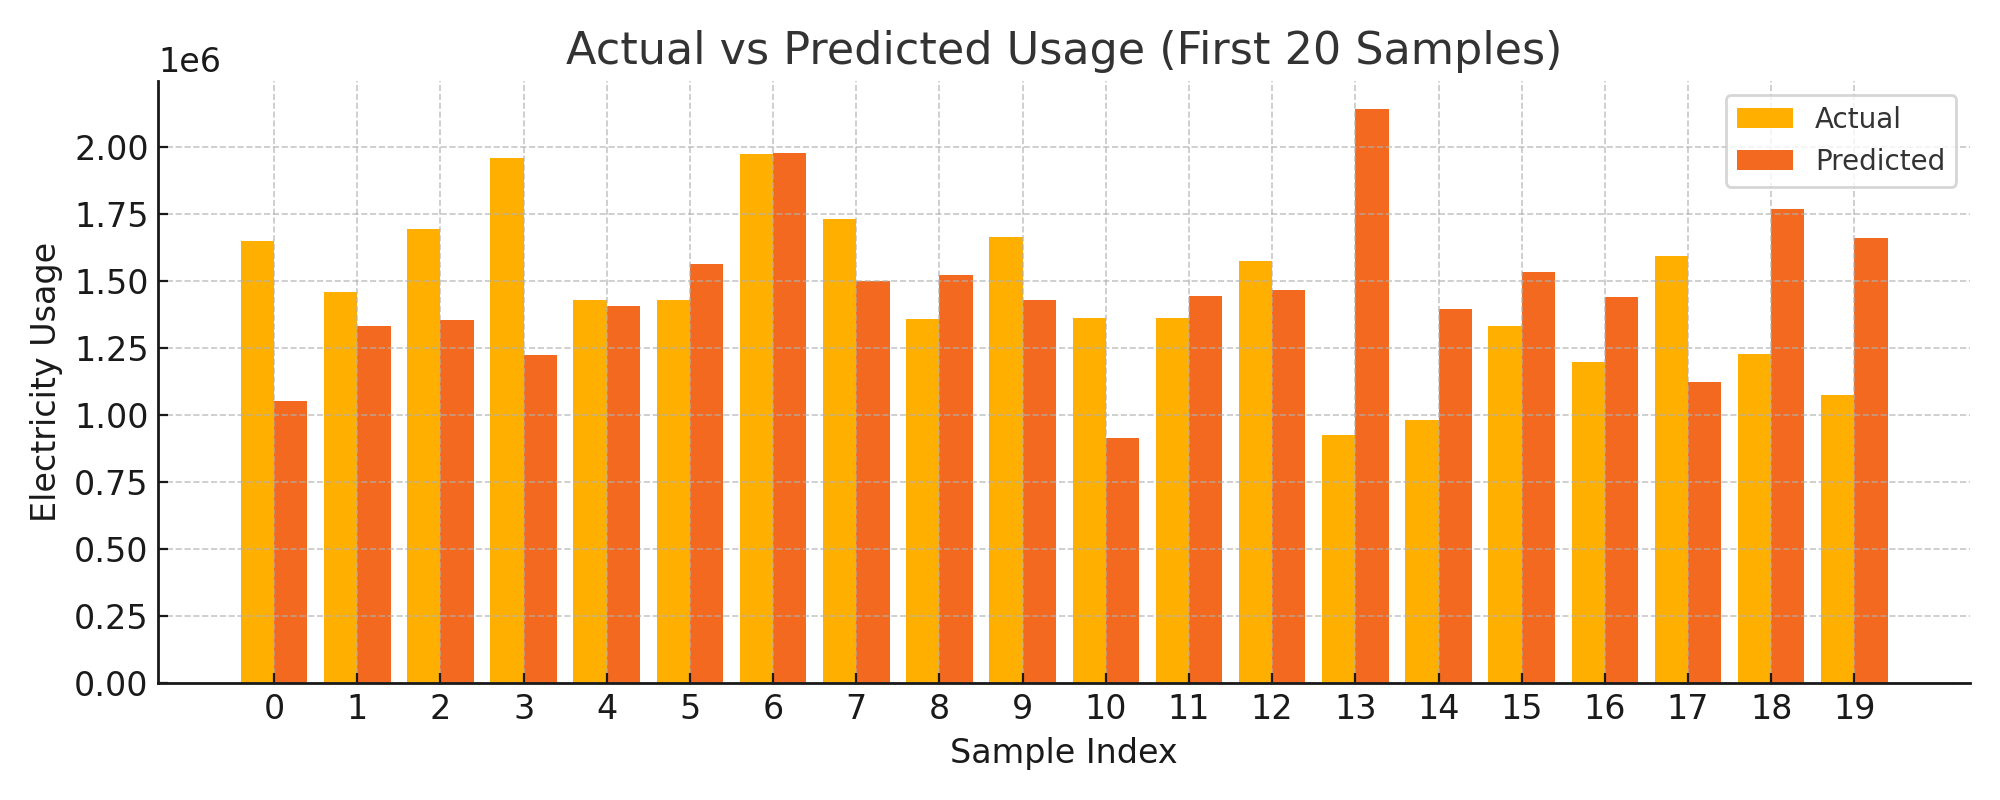 Actual vs Predicted Usage (First 20 Samples)
1e6
Actual
Predicted
2.00
1.75
1.50
1.25
1.00
0.75
0.50
0.25
0.00
Electricity Usage
0 1 2 3 4 5 6 7 8 9 10 11 12 13 14 15 16 17 18 19
Sample Index